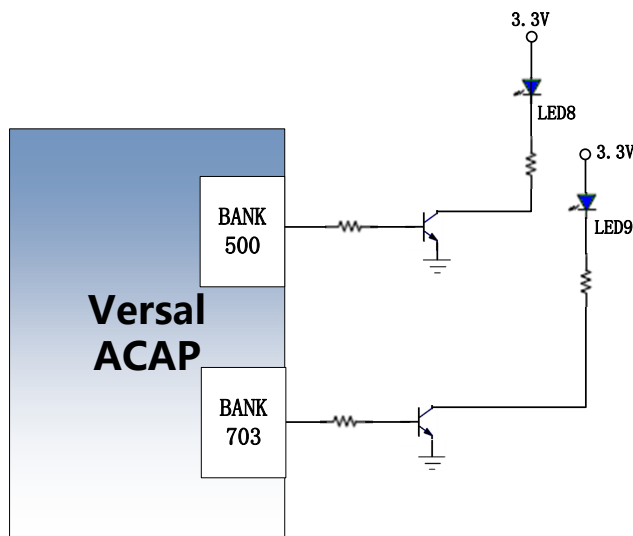 3.3V
LED8
3.3V
LED9
BANK
500
Versal
ACAP
BANK
703